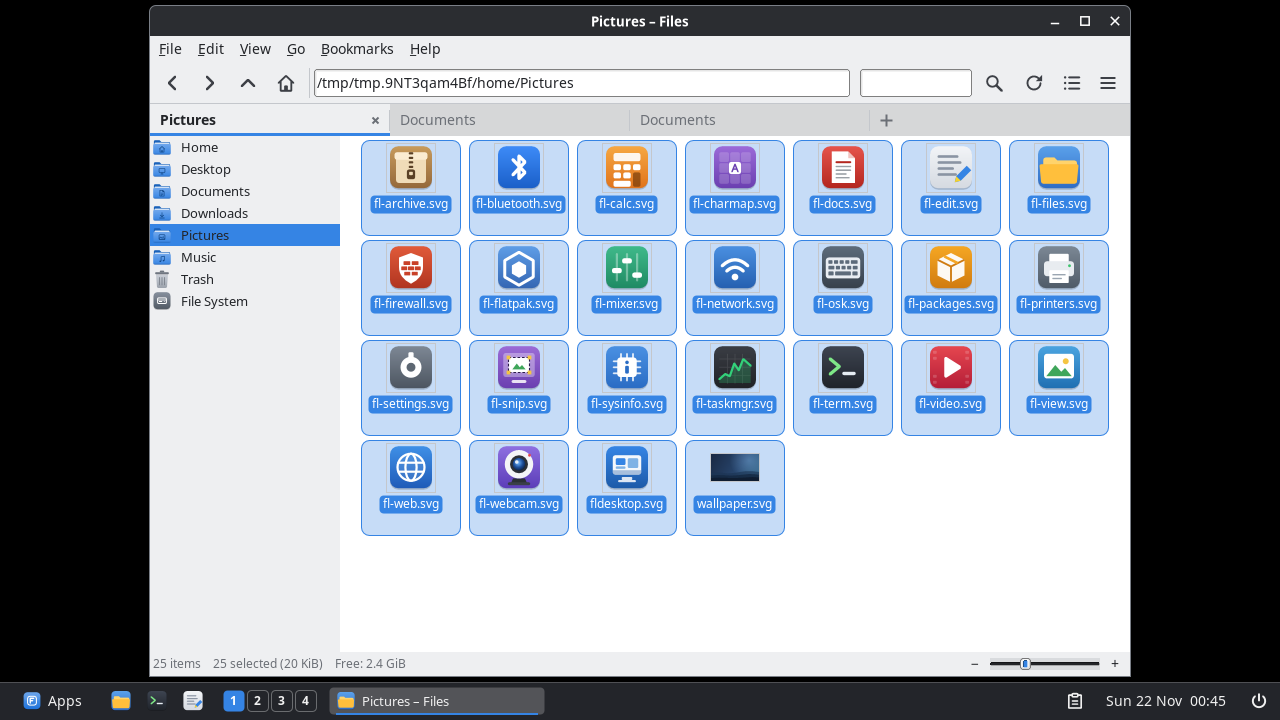 Pictures – Files
File Edit View Go Bookmarks Help
/tmp/tmp.9NT3qam4Bf/home/Pictures
Pictures Documents Documents
Home
Desktop
Documents
Downloads
Pictures
Music
Trash
File System
fl-archive.svg fl-bluetooth.svg fl-calc.svg fl-charmap.svg fl-docs.svg fl-edit.svg fl-files.svg
fl-firewall.svg fl-flatpak.svg fl-mixer.svg fl-network.svg fl-osk.svg fl-packages.svg fl-printers.svg
fl-settings.svg fl-snip.svg fl-sysinfo.svg fl-taskmgr.svg fl-term.svg fl-video.svg fl-view.svg
fl-web.svg fl-webcam.svg fldesktop.svg wallpaper.svg
25 items 25 selected (20 KiB) Free: 2.4 GiB
Apps 1 2 3 4 Pictures – Files Sun 22 Nov 00:45